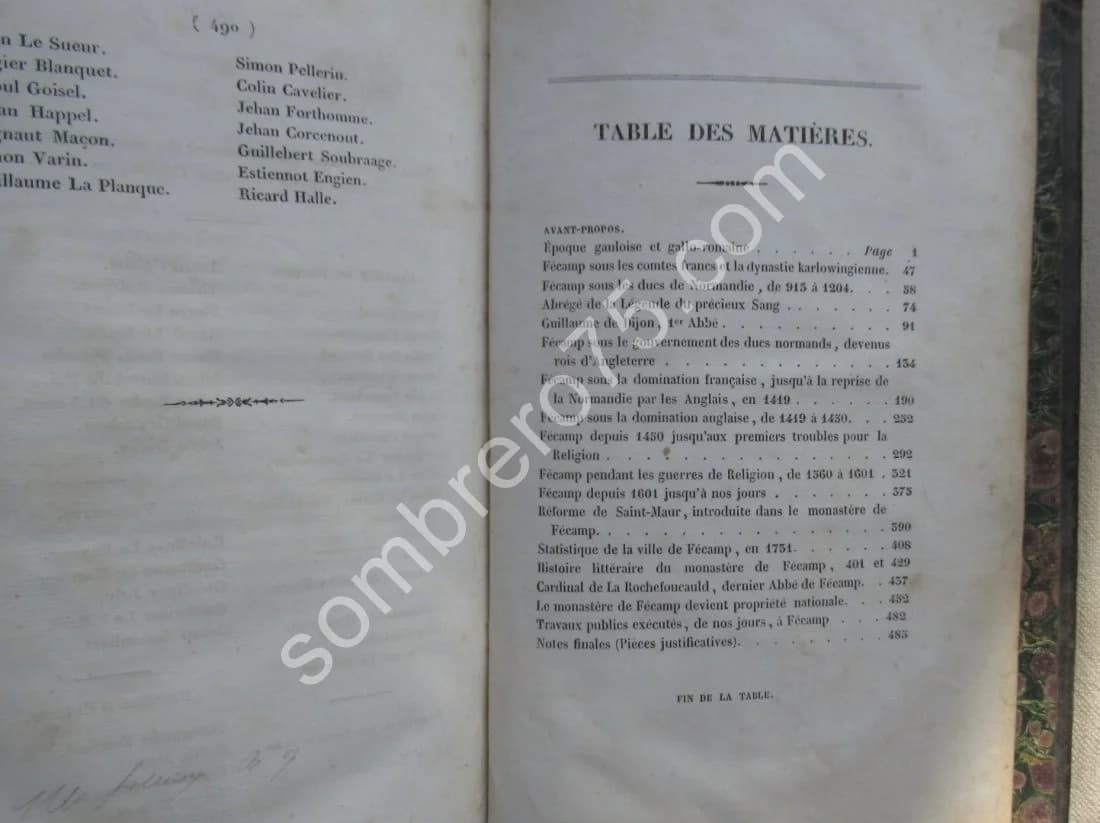 ( 490 )
n Le Sueur.
gier Blanquet.
oul Goisel.
an Happel.
gnaut Maçon.
non Varin.
illaume La Planque.
Simon Pellerin.
Colin Cavelier.
Jehan Forthomme.
Jehan Corcenout.
Guillebert Soubraage.
Estiennot Engien.
Ricard Halle.
TABLE DES MATIÈRES.
AVANT-PROPOS.
Époque gauloise et gallo-romaine . . . . . . Page 1
Fécamp sous les comtes francs et la dynastie karlowingienne. 47
Fécamp sous les ducs de Normandie, de 915 à 1204. . . 58
Abrégé de la Légende du précieux Sang . . . . . . . 74
Guillaume de Dijon, 1er Abbé . . . . . . . . . . 91
Fécamp sous le gouvernement des ducs normands, devenus
rois d'Angleterre . . . . . . . . . . . . . 134
Fécamp sous la domination française, jusqu'à la reprise de
la Normandie par les Anglais, en 1419 . . . . . . 190
Fécamp sous la domination anglaise, de 1419 à 1450. . . 252
Fécamp depuis 1450 jusqu'aux premiers troubles pour la
Religion . . . . . . . . . . . . . . . 292
Fécamp pendant les guerres de Religion, de 1560 à 1601 . 321
Fécamp depuis 1601 jusqu'à nos jours . . . . . . . 375
Réforme de Saint-Maur, introduite dans le monastère de
Fécamp. . . . . . . . . . . . . . . . 390
Statistique de la ville de Fécamp, en 1751. . . . . . 408
Histoire littéraire du monastère de Fécamp, 401 et 429
Cardinal de La Rochefoucauld, dernier Abbé de Fécamp. . 437
Le monastère de Fécamp devient propriété nationale. . . 452
Travaux publics exécutés, de nos jours, à Fécamp . . . 482
Notes finales (Pièces justificatives). . . . . . . . 485
FIN DE LA TABLE.
sombrero75.com